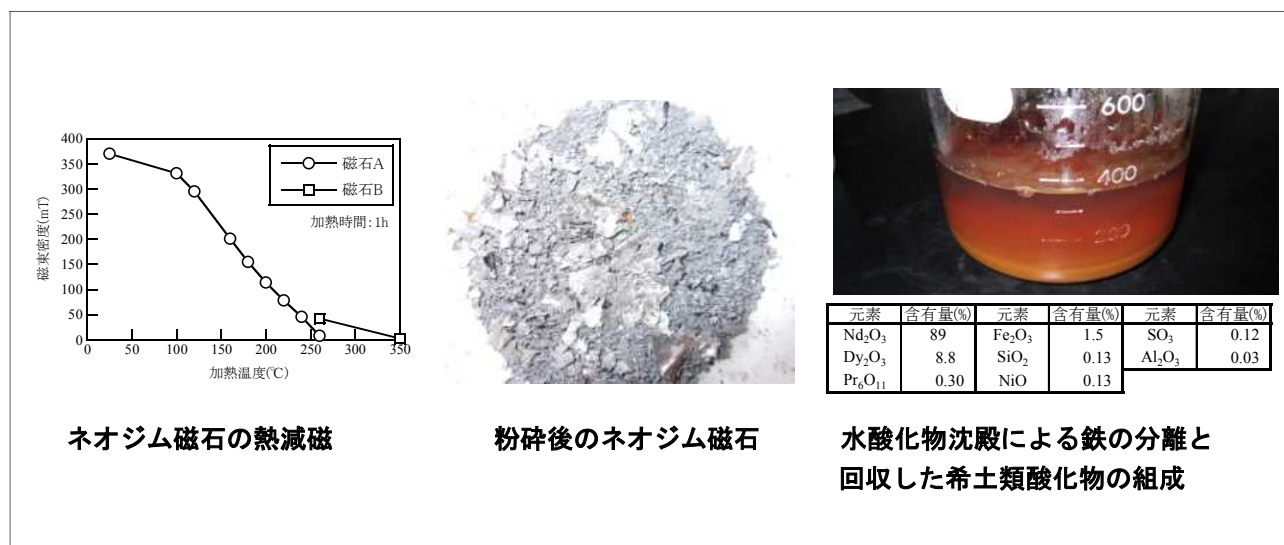 400
350
300
250
200
150
100
50
0
磁束密度(mT)
磁石A
磁石B
加熱時間:1h
0 50 100 150 200 250 300 350
加熱温度(℃)
600
400
200
元素 含有量(%) 元素 含有量(%) 元素 含有量(%)
Nd₂O₃ 89 Fe₂O₃ 1.5 SO₃ 0.12
Dy₂O₃ 8.8 SiO₂ 0.13 Al₂O₃ 0.03
Pr₆O₁₁ 0.30 NiO 0.13
ネオジム磁石の熱減磁
粉砕後のネオジム磁石
水酸化物沈殿による鉄の分離と
回収した希土類酸化物の組成